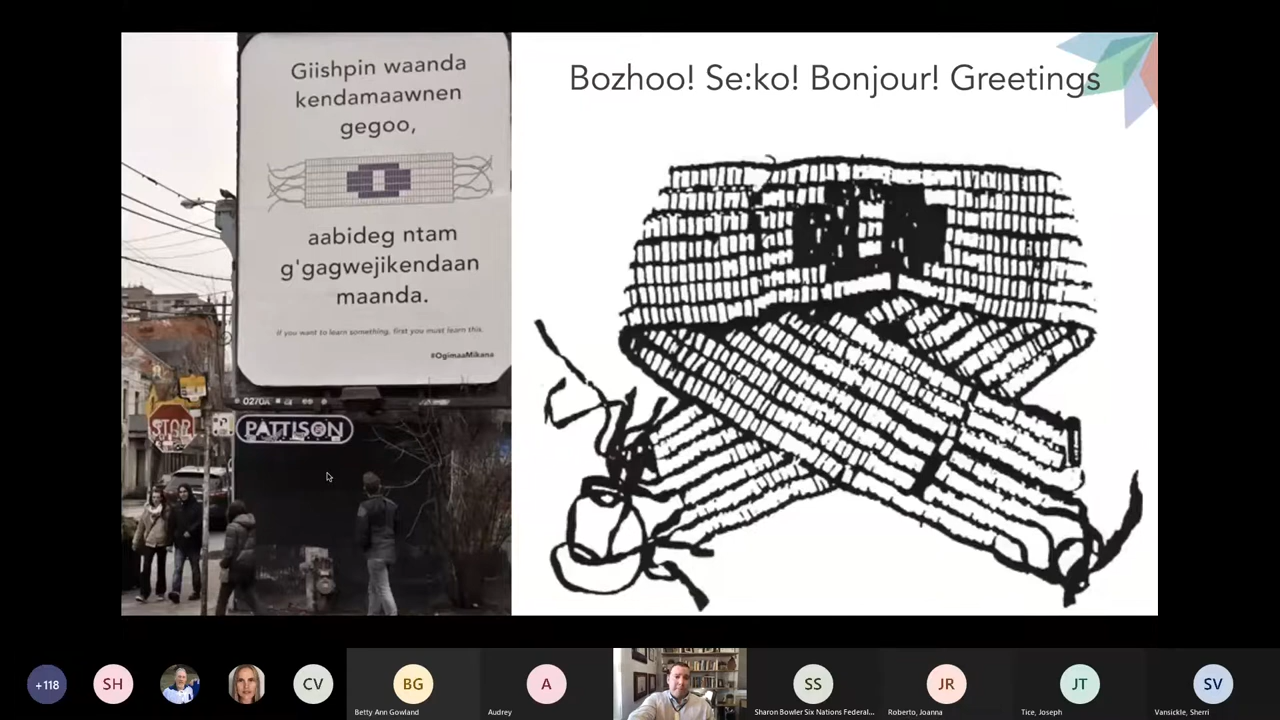 Giishpin waanda
kendamaawnen
gegoo,
aabideg ntam
g'gagwejikendaan
maanda.
If you want to learn something, first you must learn this.
#OgimaaMikana
0270A
PATTISON
STOP
Bozhoo! Se:ko! Bonjour! Greetings
+118
SH
CV
BG
Betty Ann Gowland
A
Audrey
SS
Sharon Bowler Six Nations Federal...
JR
Roberto, Joanna
JT
Tice, Joseph
SV
Vansickle, Sherri